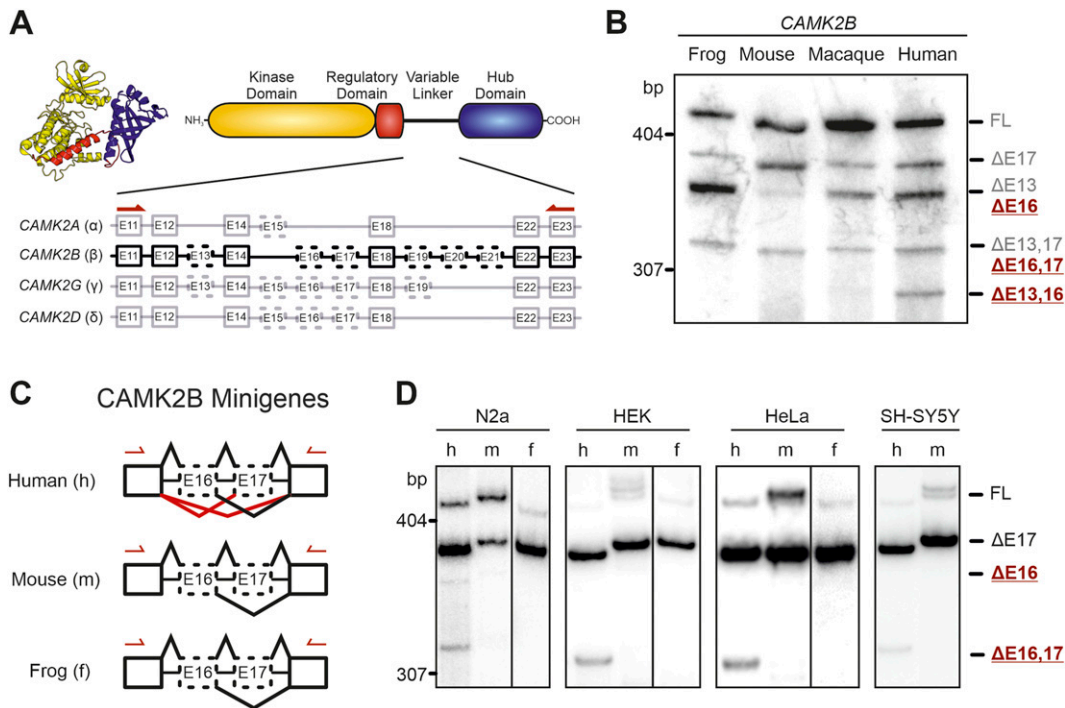 A
Kinase
Domain
Regulatory
Domain
Variable
Linker
Hub
Domain
NH₃
COOH
CAMK2A (α) E11 E12 E14 E15 E18 E22 E23
CAMK2B (β) E11 E12 E13 E14 E16 E17 E18 E19 E20 E21 E22 E23
CAMK2G (γ) E11 E12 E13 E14 E15 E16 E17 E18 E19 E22 E23
CAMK2D (δ) E11 E12 E14 E15 E16 E17 E18 E22 E23
B
CAMK2B
Frog Mouse Macaque Human
bp
404
307
FL
ΔE17
ΔE13
ΔE16
ΔE13,17
ΔE16,17
ΔE13,16
C
CAMK2B Minigenes
Human (h) E16 E17
Mouse (m) E16 E17
Frog (f) E16 E17
D
N2a HEK HeLa SH-SY5Y
h m f h m f h m f h m
bp
404
307
FL
ΔE17
ΔE16
ΔE16,17